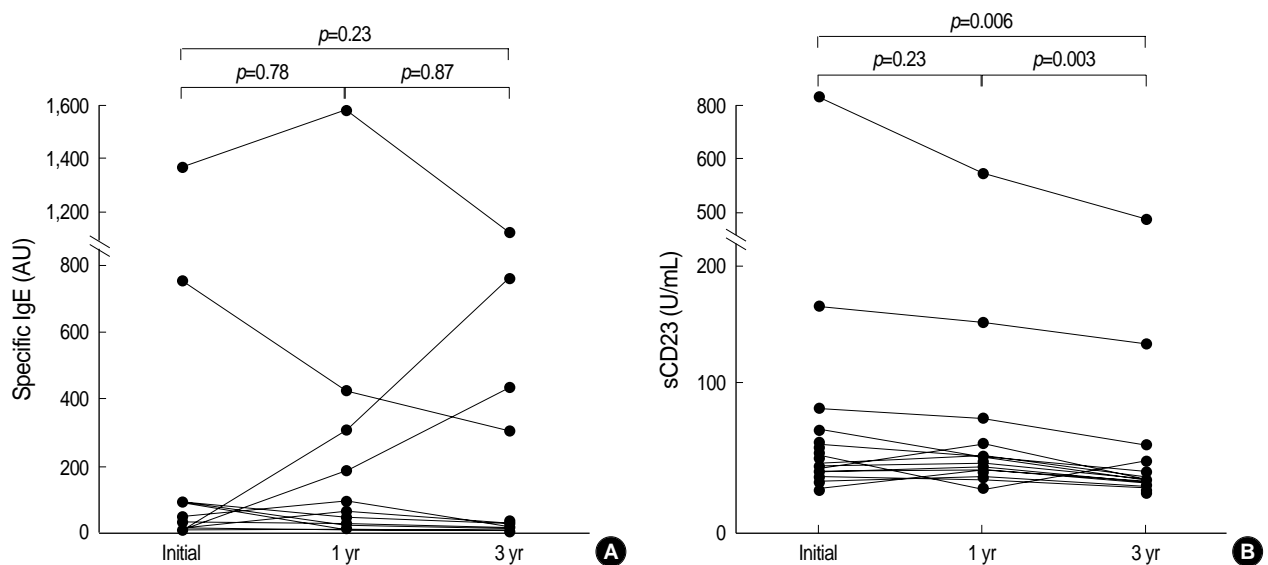 p=0.23
p=0.78
p=0.87
1,600
1,400
1,200
800
600
400
200
0
Specific IgE (AU)
Initial
1 yr
3 yr
A
p=0.006
p=0.23
p=0.003
800
600
500
200
100
0
sCD23 (U/mL)
Initial
1 yr
3 yr
B